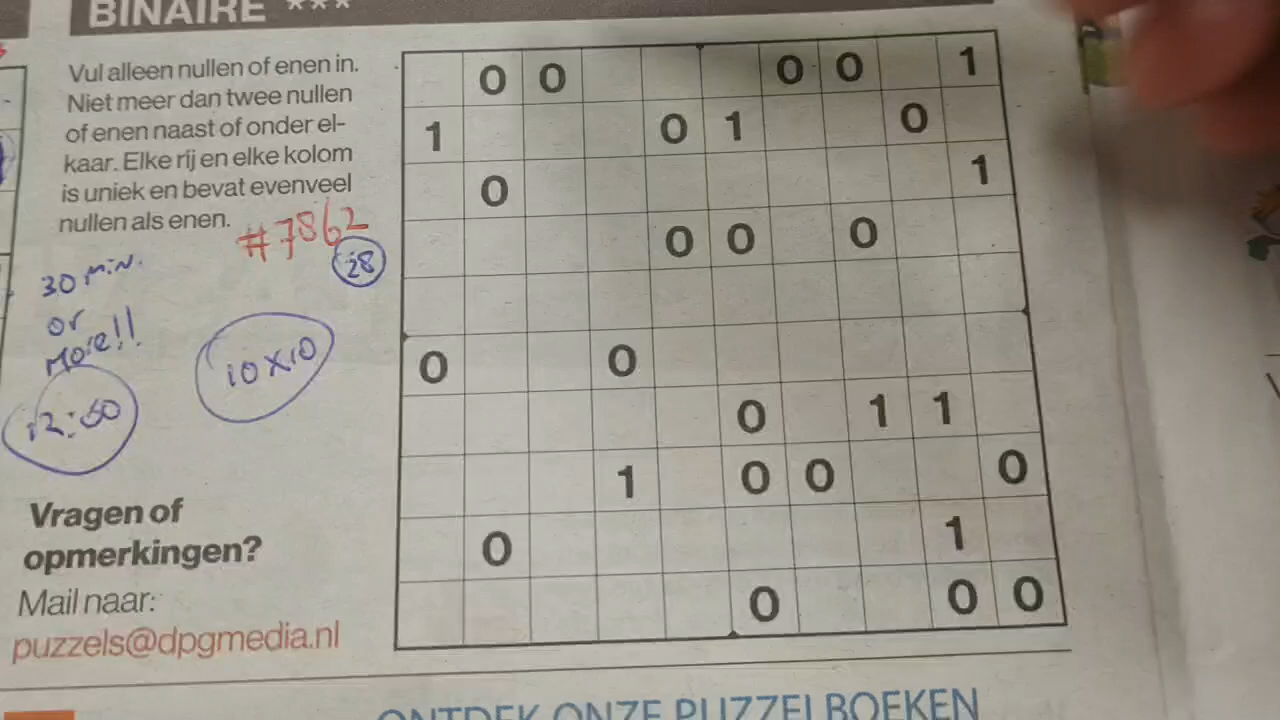 BINAIRE ***
Vul alleen nullen of enen in.
Niet meer dan twee nullen
of enen naast of onder el-
kaar. Elke rij en elke kolom
is uniek en bevat evenveel
nullen als enen.
#7862
28
30 MiN.
or
More!!
10x10
12:50
0 0 0 0 1
1 0 1 0
0 1
0 0 0
0 0
0 1 1
1 0 0 0
0 1
0 0 0
Vragen of
opmerkingen?
Mail naar:
puzzels@dpgmedia.nl
ONTDEK ONZE PUZZELBOEKEN